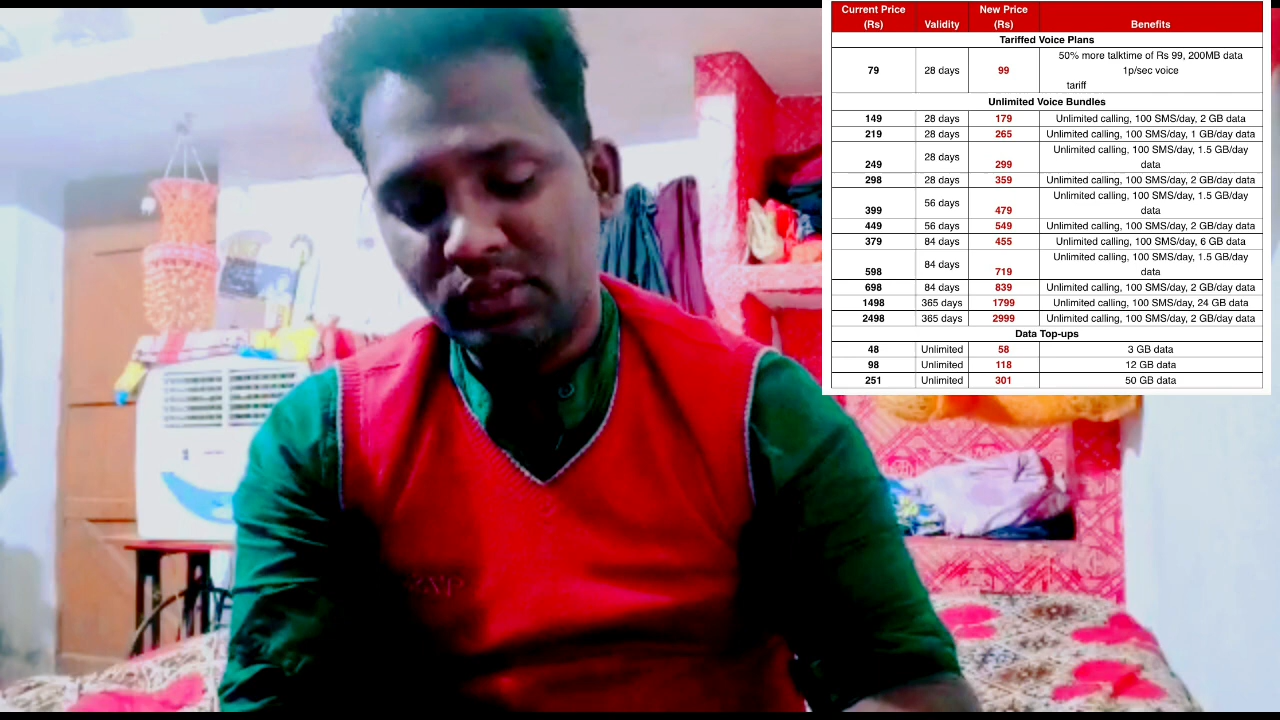 Current Price (Rs) Validity New Price (Rs) Benefits
Tariffed Voice Plans
79 28 days 99 50% more talktime of Rs 99, 200MB data 1p/sec voice tariff
Unlimited Voice Bundles
149 28 days 179 Unlimited calling, 100 SMS/day, 2 GB data
219 28 days 265 Unlimited calling, 100 SMS/day, 1 GB/day data
249 28 days 299 Unlimited calling, 100 SMS/day, 1.5 GB/day data
298 28 days 359 Unlimited calling, 100 SMS/day, 2 GB/day data
399 56 days 479 Unlimited calling, 100 SMS/day, 1.5 GB/day data
449 56 days 549 Unlimited calling, 100 SMS/day, 2 GB/day data
379 84 days 455 Unlimited calling, 100 SMS/day, 6 GB data
598 84 days 719 Unlimited calling, 100 SMS/day, 1.5 GB/day data
698 84 days 839 Unlimited calling, 100 SMS/day, 2 GB/day data
1498 365 days 1799 Unlimited calling, 100 SMS/day, 24 GB data
2498 365 days 2999 Unlimited calling, 100 SMS/day, 2 GB/day data
Data Top-ups
48 Unlimited 58 3 GB data
98 Unlimited 118 12 GB data
251 Unlimited 301 50 GB data